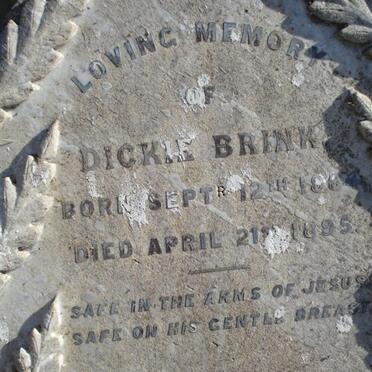 LOVING MEMORY
OF
DICKIE BRINK
BORN SEPTR 12TH
DIED APRIL 21ST 1895.
SAFE IN THE ARMS OF JESUS
SAFE ON HIS GENTLE BREAST